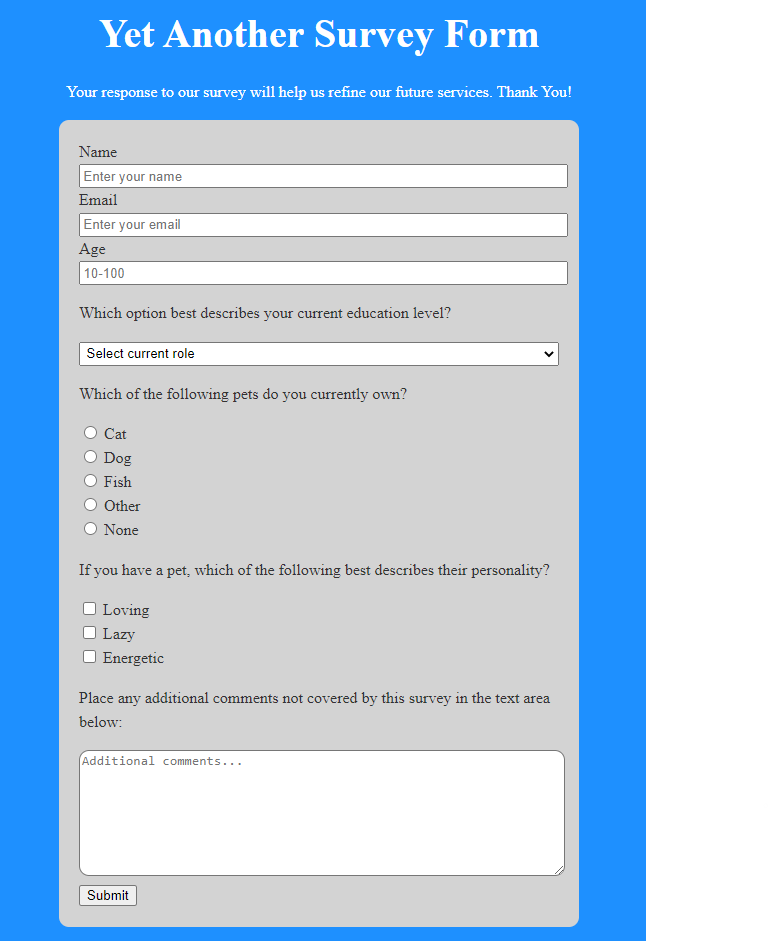 Yet Another Survey Form
Your response to our survey will help us refine our future services. Thank You!
Name
Enter your name
Email
Enter your email
Age
10-100
Which option best describes your current education level?
Select current role
Which of the following pets do you currently own?
Cat
Dog
Fish
Other
None
If you have a pet, which of the following best describes their personality?
Loving
Lazy
Energetic
Place any additional comments not covered by this survey in the text area
below:
Additional comments...
Submit